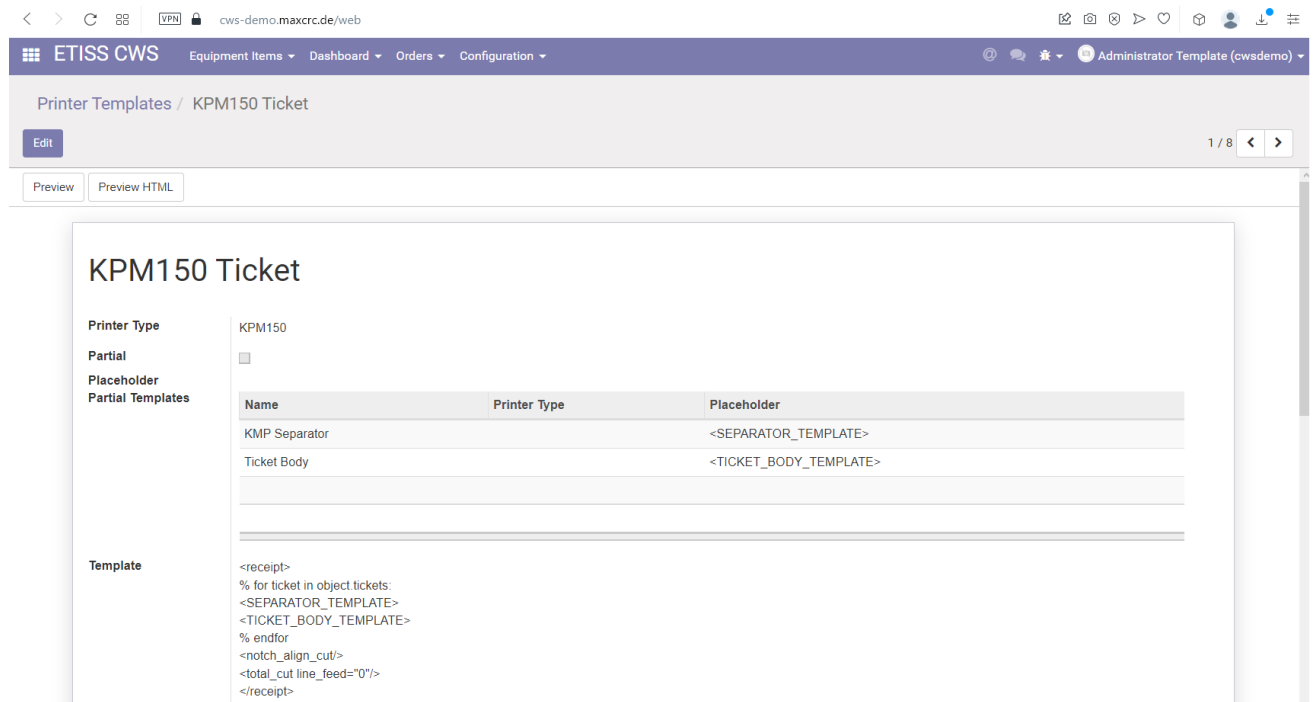 VPN cws-demo.maxcrc.de/web
ETISS CWS Equipment Items Dashboard Orders Configuration @ Administrator Template (cwsdemo)
Printer Templates / KPM150 Ticket
Edit 1 / 8
Preview Preview HTML
KPM150 Ticket
Printer Type KPM150
Partial
Placeholder
Partial Templates
Name Printer Type Placeholder
KMP Separator <SEPARATOR_TEMPLATE>
Ticket Body <TICKET_BODY_TEMPLATE>
Template <receipt>
% for ticket in object.tickets:
<SEPARATOR_TEMPLATE>
<TICKET_BODY_TEMPLATE>
% endfor
<notch_align_cut/>
<total_cut line_feed="0"/>
</receipt>